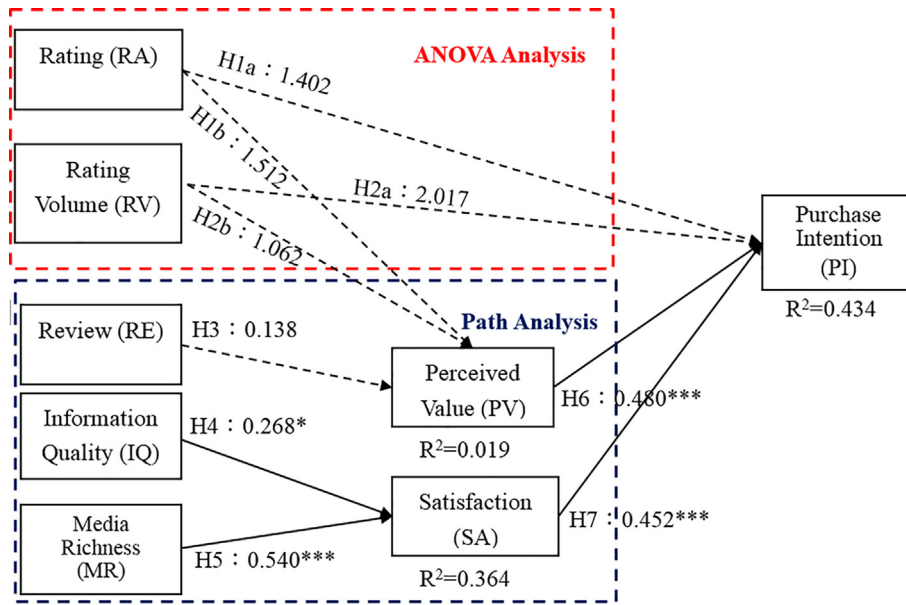 ANOVA Analysis
Rating (RA)
H1a：1.402
H1b：1.512
Rating
Volume (RV)
H2a：2.017
H2b：1.062
Purchase
Intention
(PI)
R²=0.434
Path Analysis
Review (RE)
H3：0.138
Perceived
Value (PV)
R²=0.019
H6：0.480***
Information
Quality (IQ)
H4：0.268*
Satisfaction
(SA)
R²=0.364
H7：0.452***
Media
Richness
(MR)
H5：0.540***